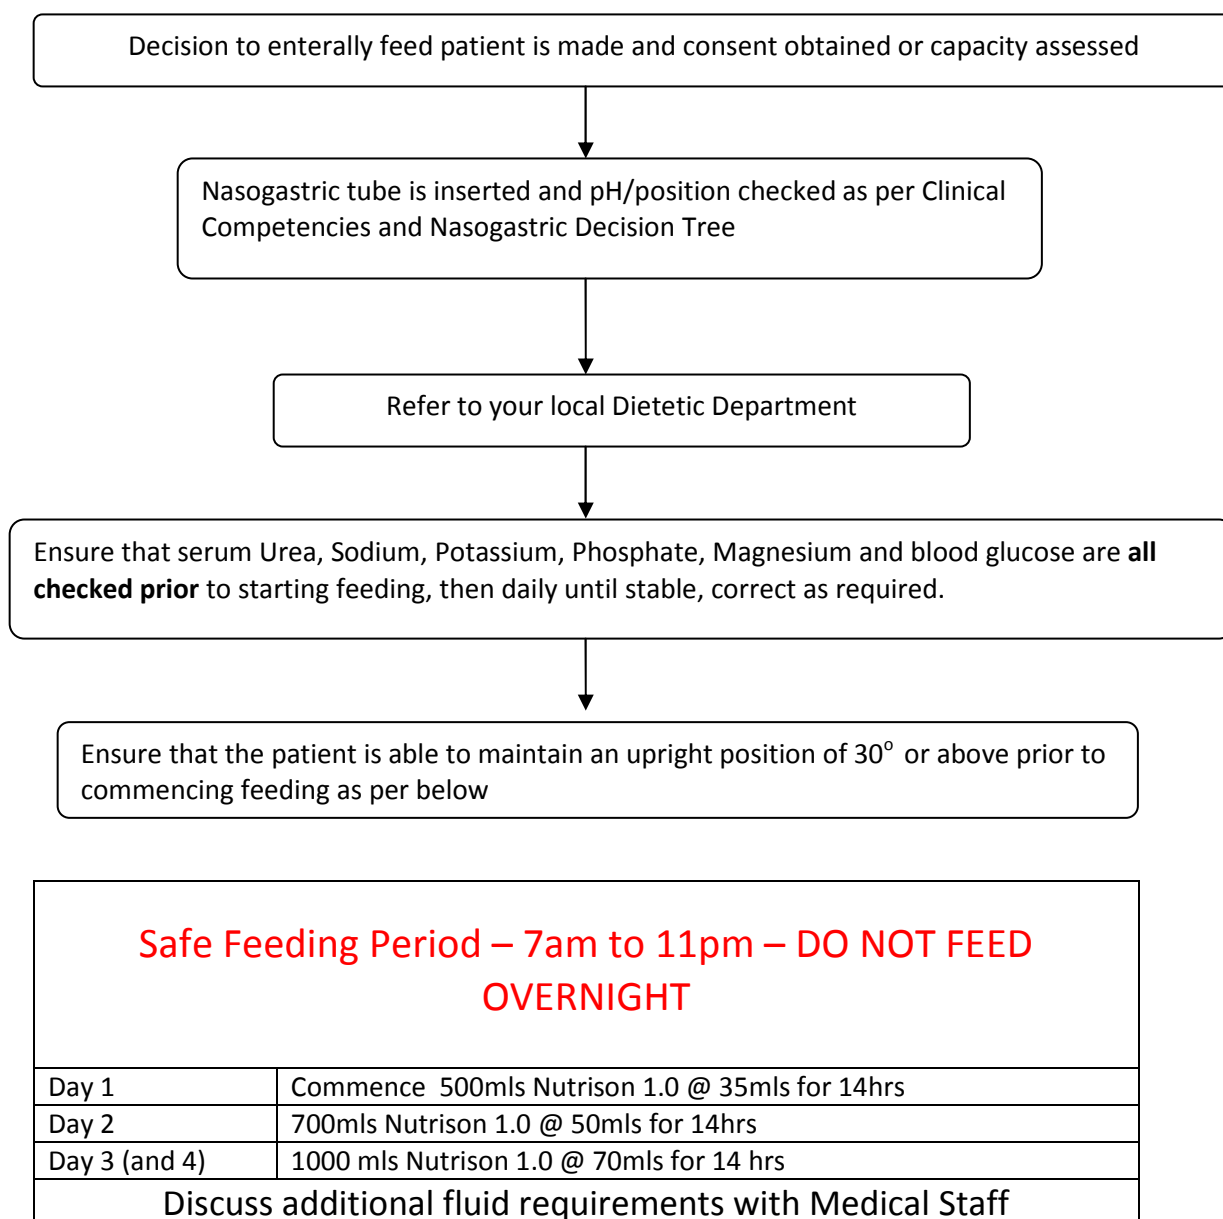 Decision to enterally feed patient is made and consent obtained or capacity assessed
Nasogastric tube is inserted and pH/position checked as per Clinical
Competencies and Nasogastric Decision Tree
Refer to your local Dietetic Department
Ensure that serum Urea, Sodium, Potassium, Phosphate, Magnesium and blood glucose are all
checked prior to starting feeding, then daily until stable, correct as required.
Ensure that the patient is able to maintain an upright position of 30° or above prior to
commencing feeding as per below
Safe Feeding Period – 7am to 11pm – DO NOT FEED
OVERNIGHT
Day 1 Commence 500mls Nutrison 1.0 @ 35mls for 14hrs
Day 2 700mls Nutrison 1.0 @ 50mls for 14hrs
Day 3 (and 4) 1000 mls Nutrison 1.0 @ 70mls for 14 hrs
Discuss additional fluid requirements with Medical Staff